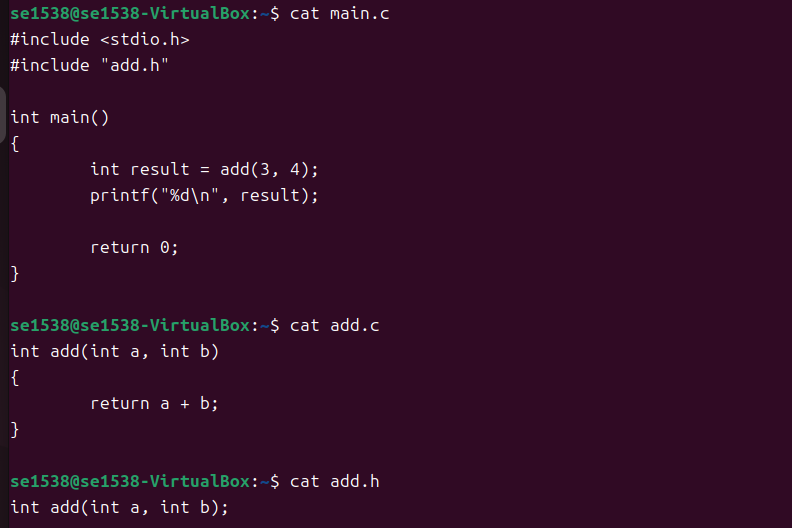 se1538@se1538-VirtualBox:~$ cat main.c
#include <stdio.h>
#include "add.h"

int main()
{
        int result = add(3, 4);
        printf("%d\n", result);

        return 0;
}

se1538@se1538-VirtualBox:~$ cat add.c
int add(int a, int b)
{
        return a + b;
}

se1538@se1538-VirtualBox:~$ cat add.h
int add(int a, int b);